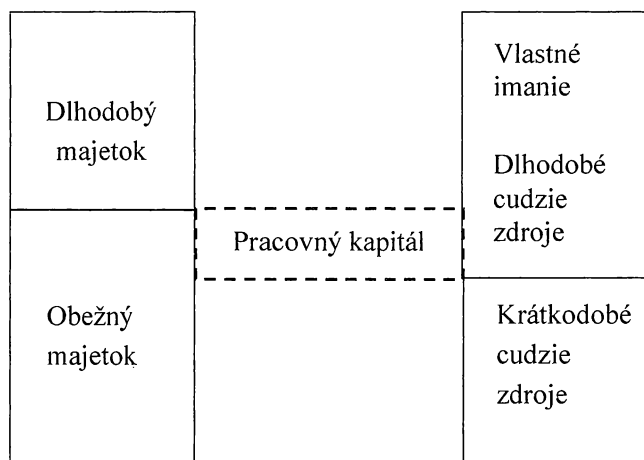 Dlhodobý
majetok
Obežný
majetok
Pracovný kapitál
Vlastné
imanie
Dlhodobé
cudzie
zdroje
Krátkodobé
cudzie
zdroje